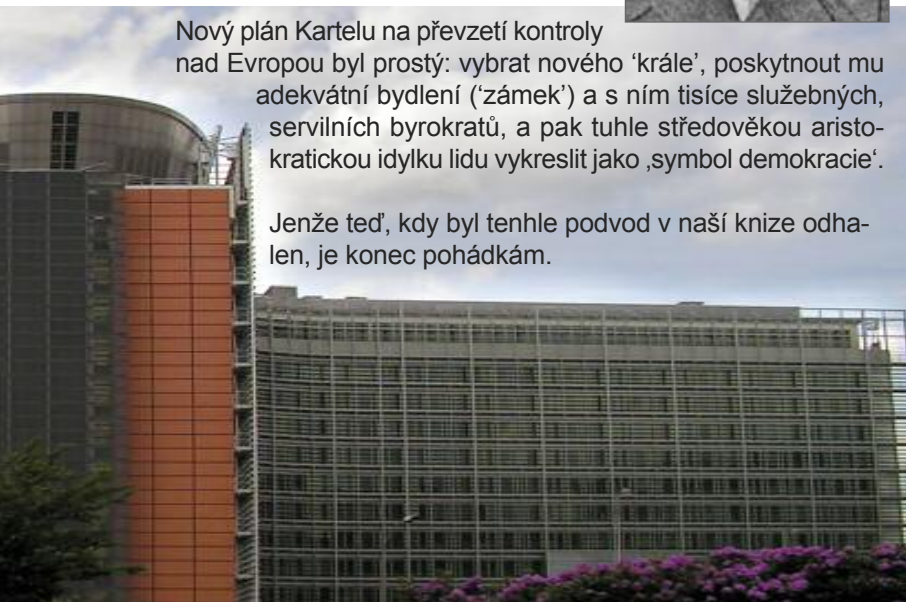 Nový plán Kartelu na převzetí kontroly
nad Evropou byl prostý: vybrat nového ‘krále’, poskytnout mu
adekvátní bydlení (‘zámek’) a s ním tisíce služebných,
servilních byrokratů, a pak tuhle středověkou aristo-
kratickou idylku lidu vykreslit jako ‚symbol demokracie‘.
Jenže teď, kdy byl tenhle podvod v naší knize odha-
len, je konec pohádkám.